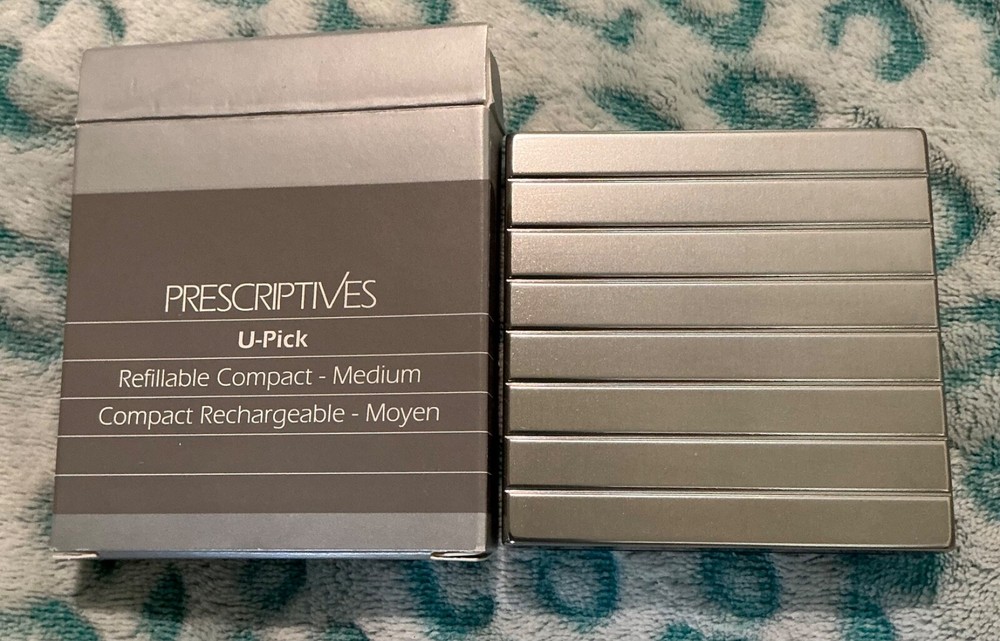 PRESCRIPTIVES
U-Pick
Refillable Compact - Medium
Compact Rechargeable - Moyen